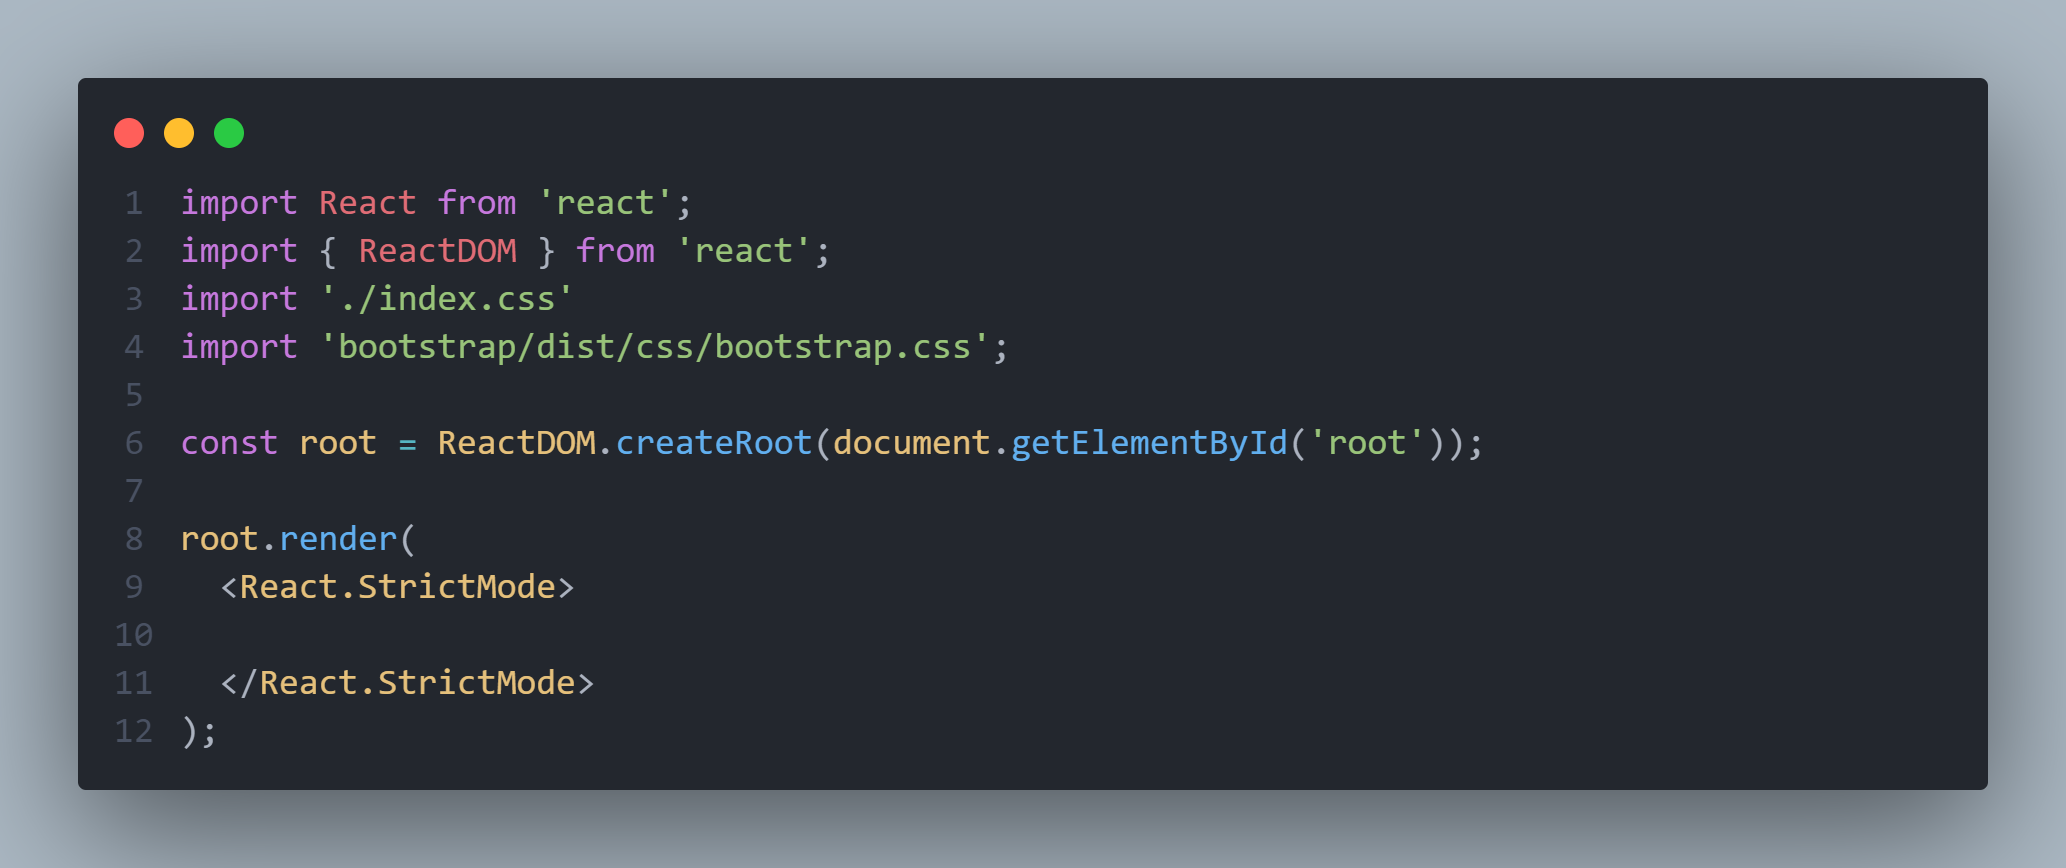 1 import React from 'react';
2 import { ReactDOM } from 'react';
3 import './index.css'
4 import 'bootstrap/dist/css/bootstrap.css';
5
6 const root = ReactDOM.createRoot(document.getElementById('root'));
7
8 root.render(
9   <React.StrictMode>
10
11   </React.StrictMode>
12 );